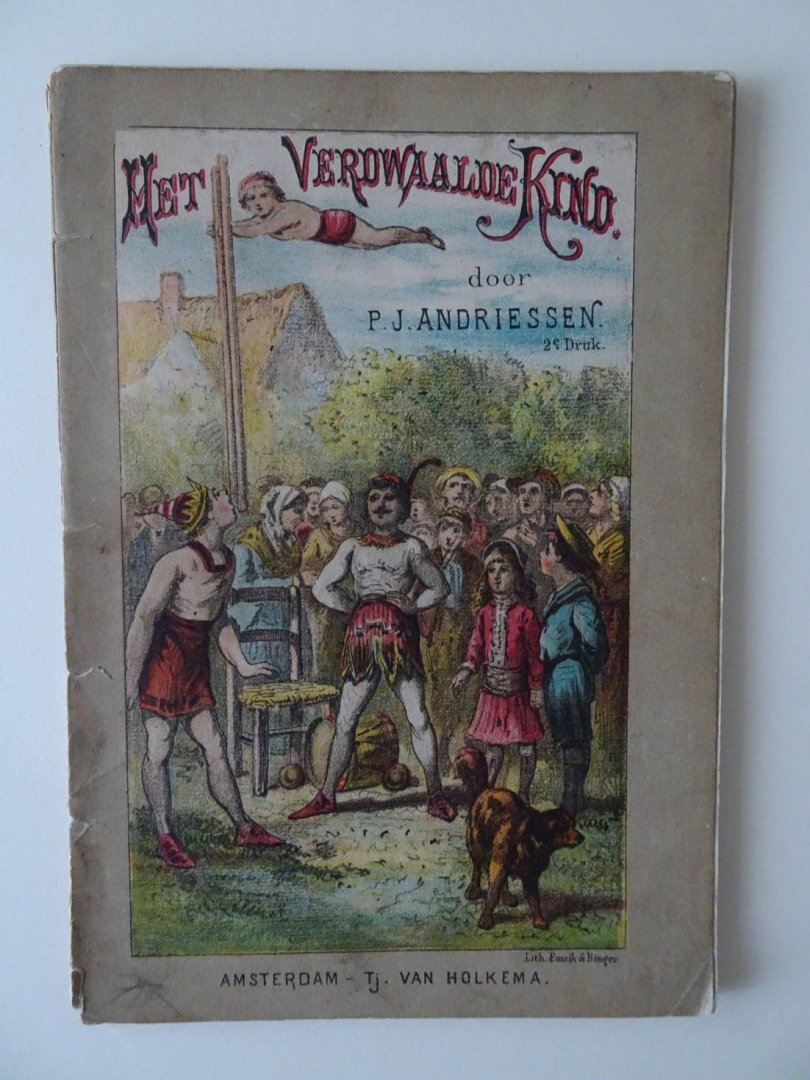 HET VERDWAALDE KIND.
door
P. J. ANDRIESSEN.
2e Druk.
Lith. Emrik & Binger
AMSTERDAM - Tj. VAN HOLKEMA.